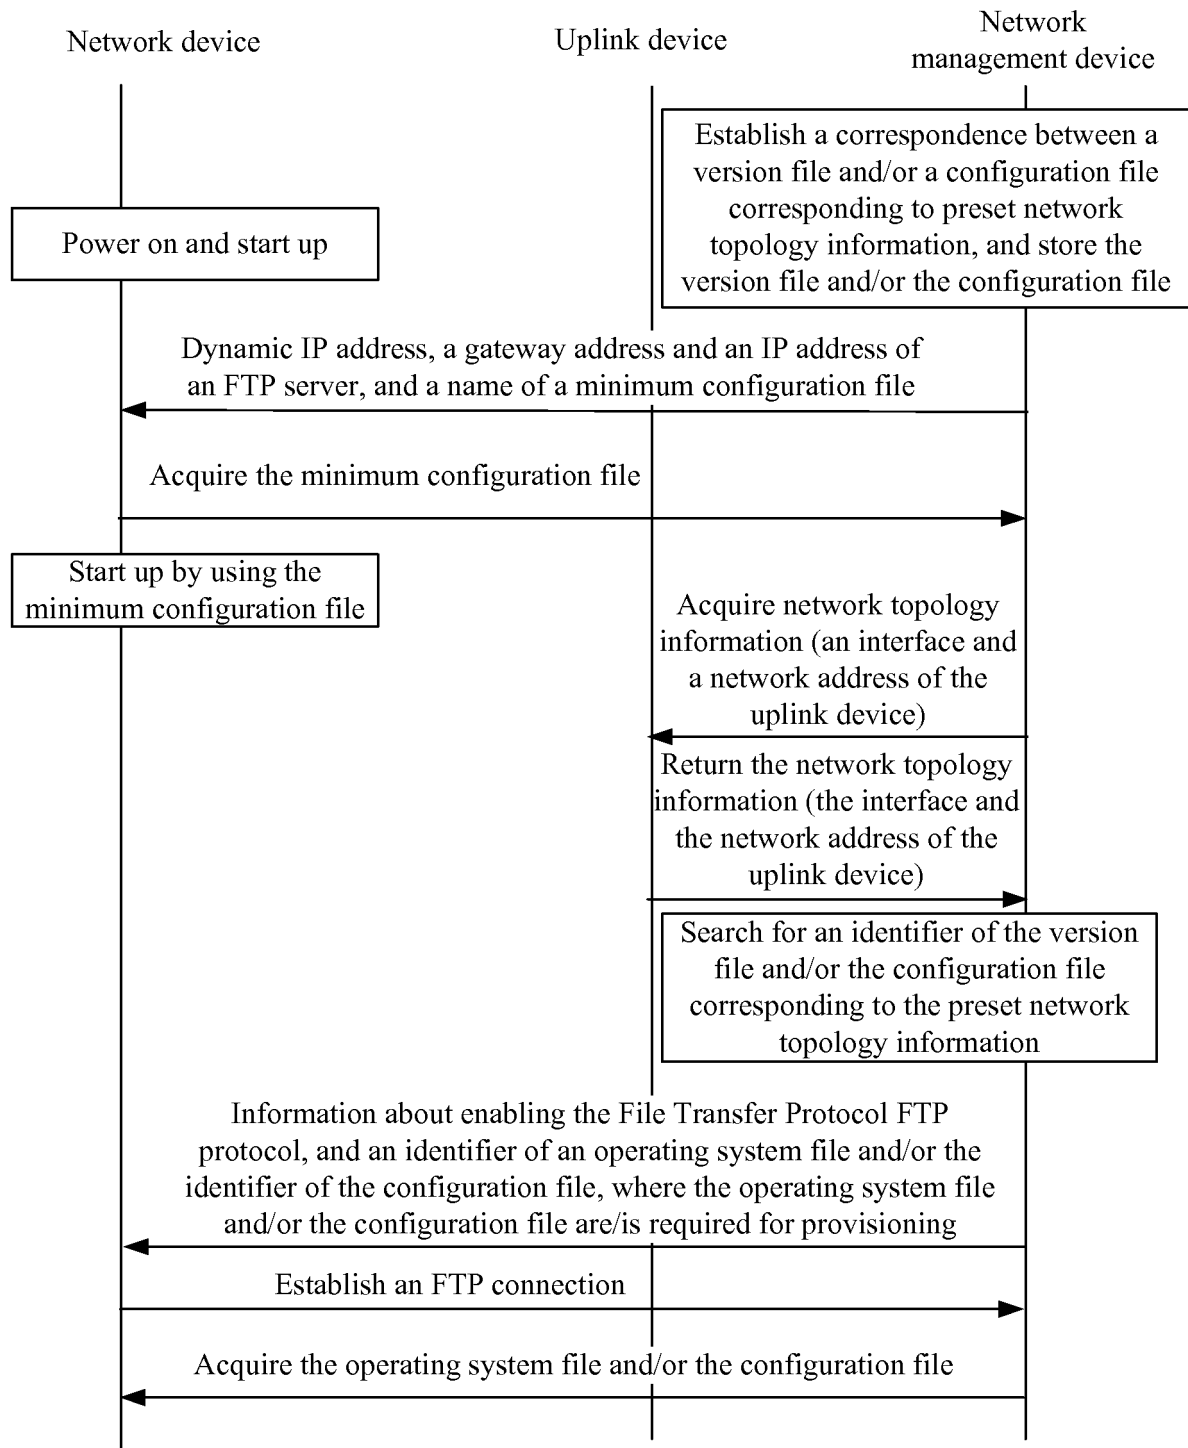 Network device
Uplink device
Network
management device
Establish a correspondence between a
version file and/or a configuration file
corresponding to preset network
topology information, and store the
version file and/or the configuration file
Power on and start up
Dynamic IP address, a gateway address and an IP address of
an FTP server, and a name of a minimum configuration file
Acquire the minimum configuration file
Start up by using the
minimum configuration file
Acquire network topology
information (an interface and
a network address of the
uplink device)
Return the network topology
information (the interface and
the network address of the
uplink device)
Search for an identifier of the version
file and/or the configuration file
corresponding to the preset network
topology information
Information about enabling the File Transfer Protocol FTP
protocol, and an identifier of an operating system file and/or the
identifier of the configuration file, where the operating system file
and/or the configuration file are/is required for provisioning
Establish an FTP connection
Acquire the operating system file and/or the configuration file